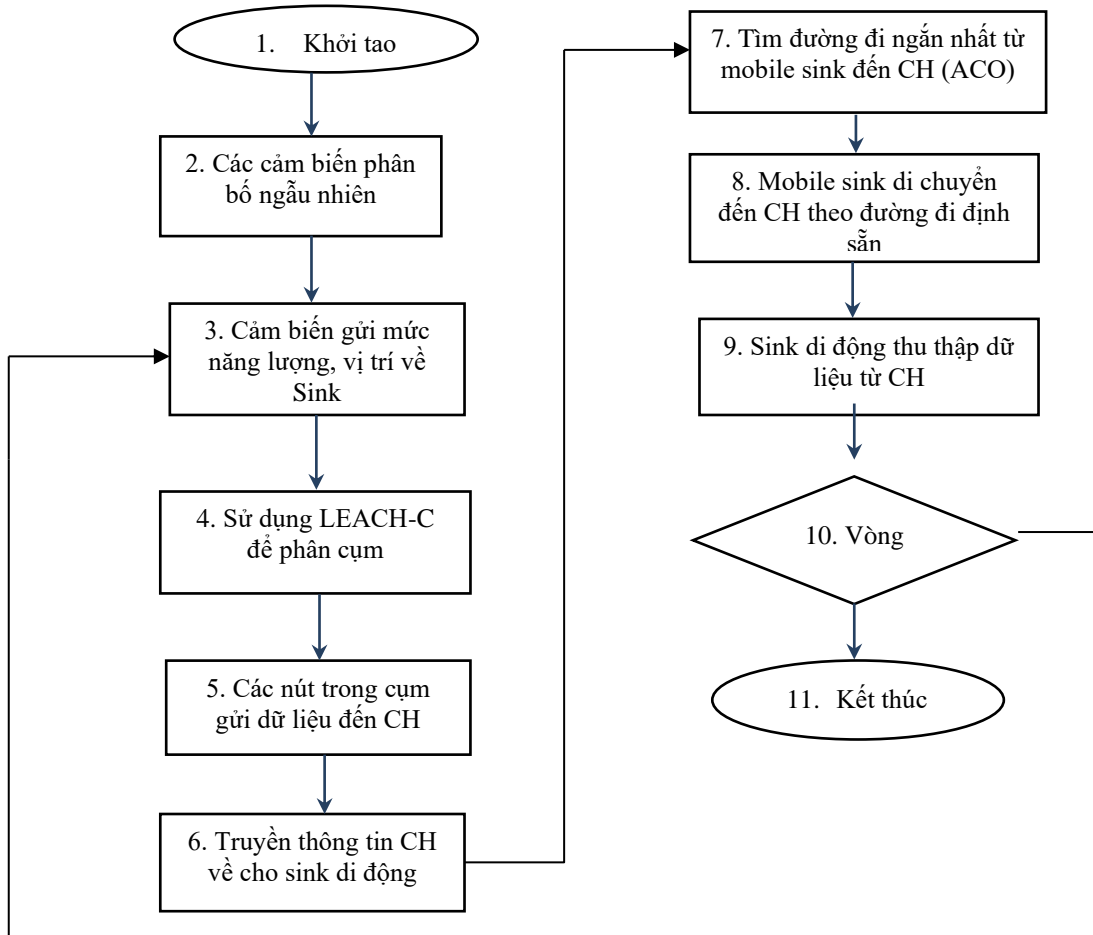 1. Khởi tao
2. Các cảm biến phân
bố ngẫu nhiên
3. Cảm biến gửi mức
năng lượng, vị trí về
Sink
4. Sử dụng LEACH-C
để phân cụm
5. Các nút trong cụm
gửi dữ liệu đến CH
6. Truyền thông tin CH
về cho sink di động
7. Tìm đường đi ngắn nhất từ
mobile sink đến CH (ACO)
8. Mobile sink di chuyển
đến CH theo đường đi định
sẵn
9. Sink di động thu thập dữ
liệu từ CH
10. Vòng
11. Kết thúc